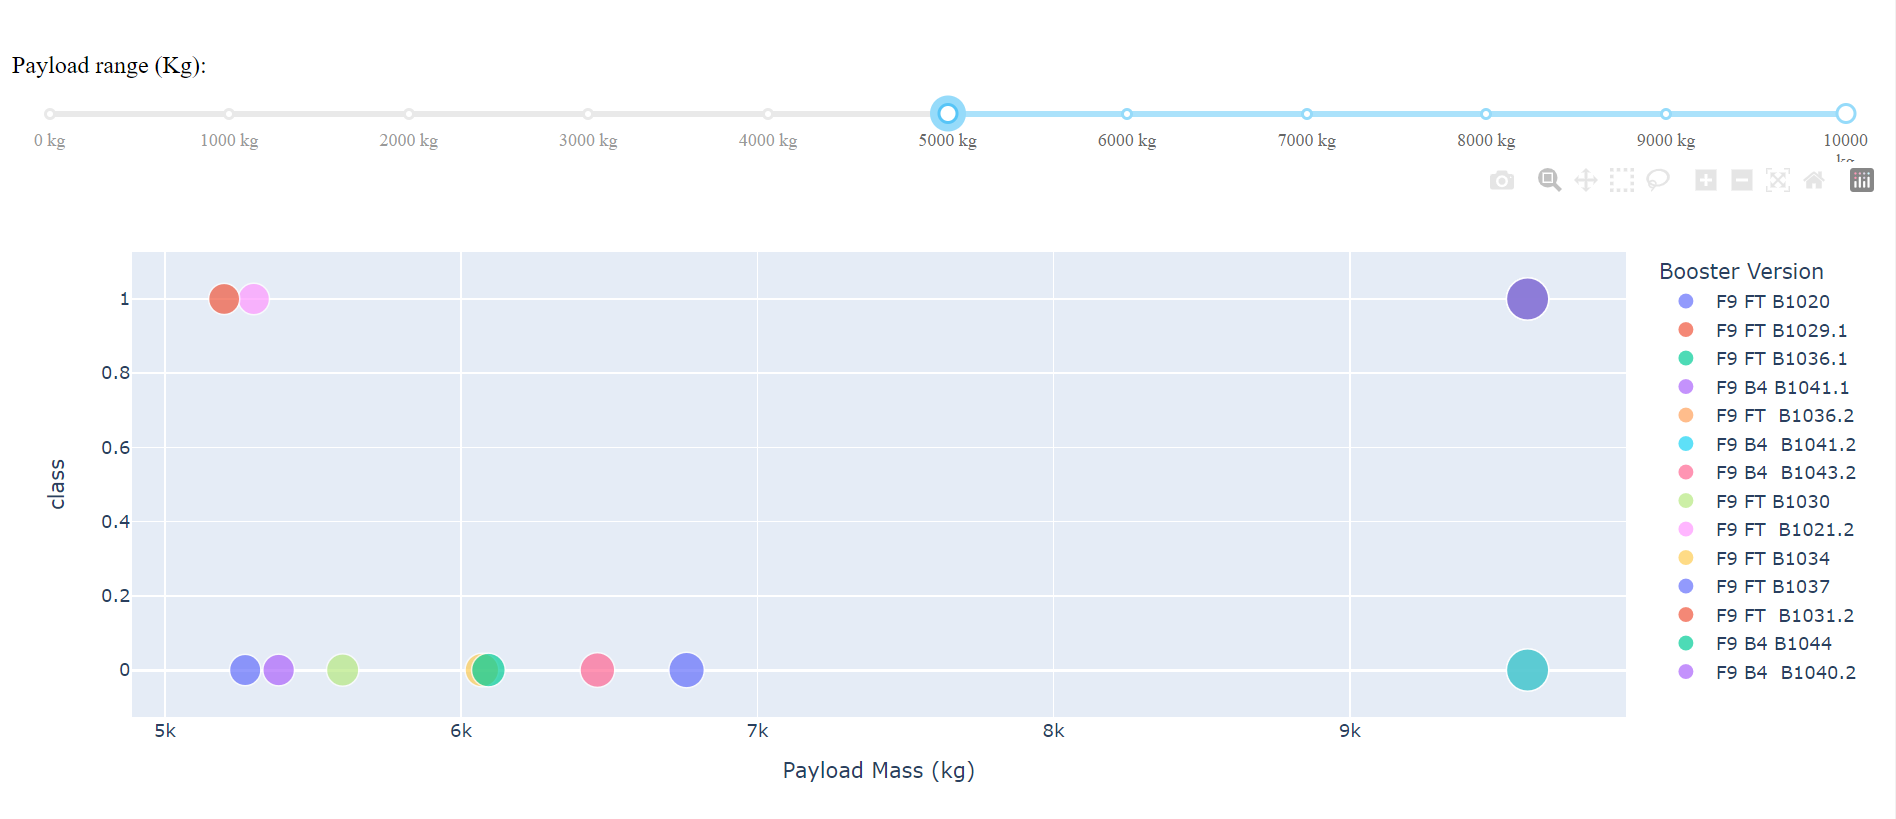 Payload range (Kg):
0 kg 1000 kg 2000 kg 3000 kg 4000 kg 5000 kg 6000 kg 7000 kg 8000 kg 9000 kg 10000
kg
Booster Version
F9 FT B1020
F9 FT B1029.1
F9 FT B1036.1
F9 B4 B1041.1
F9 FT  B1036.2
F9 B4  B1041.2
F9 B4  B1043.2
F9 FT B1030
F9 FT  B1021.2
F9 FT B1034
F9 FT B1037
F9 FT  B1031.2
F9 B4 B1044
F9 B4  B1040.2
1
0.8
0.6
0.4
0.2
0
class
5k 6k 7k 8k 9k
Payload Mass (kg)